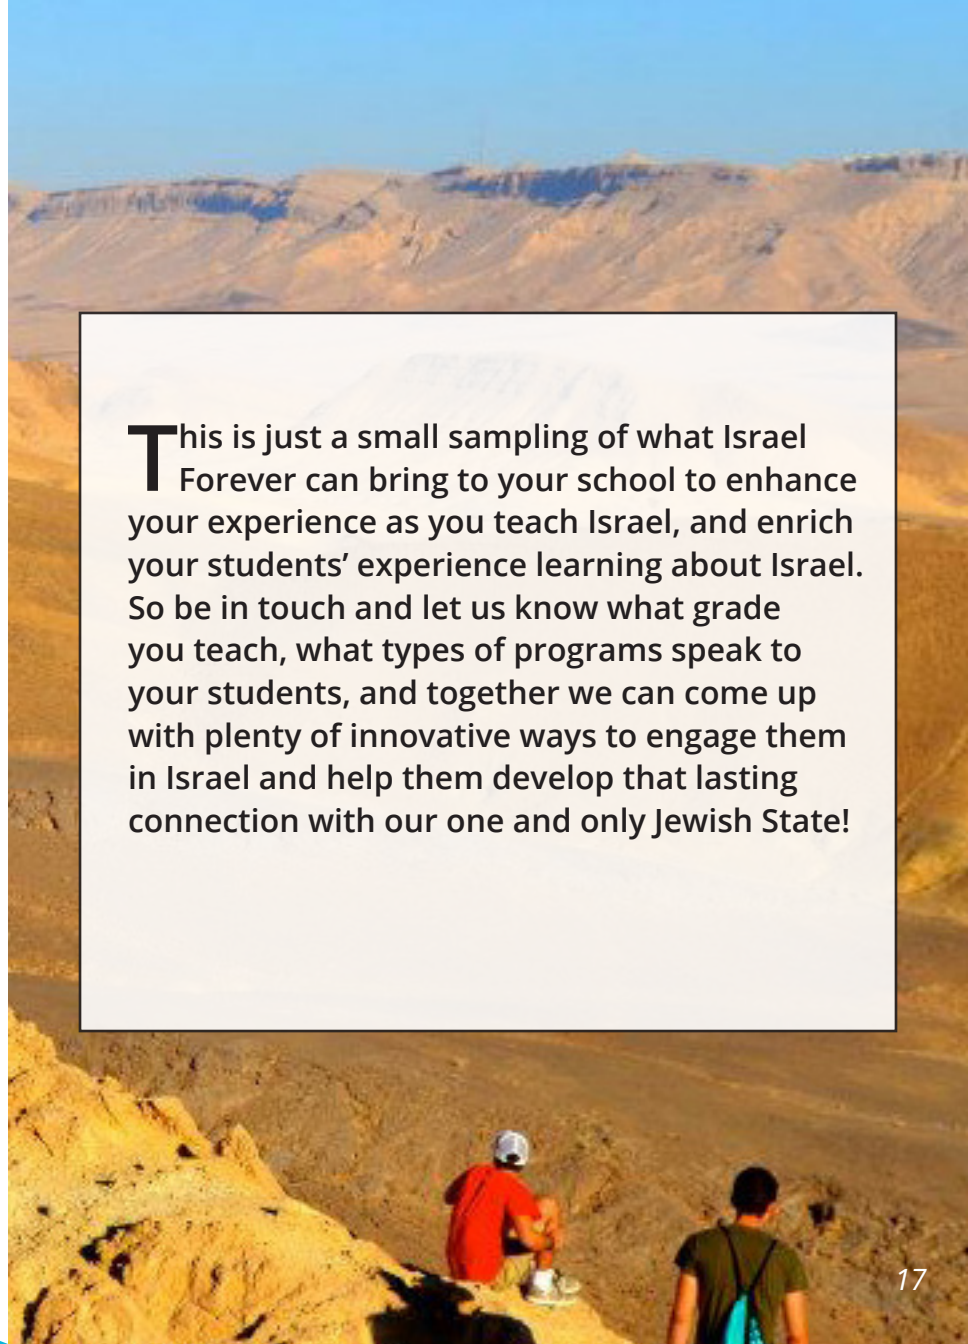 This is just a small sampling of what Israel
Forever can bring to your school to enhance
your experience as you teach Israel, and enrich
your students’ experience learning about Israel.
So be in touch and let us know what grade
you teach, what types of programs speak to
your students, and together we can come up
with plenty of innovative ways to engage them
in Israel and help them develop that lasting
connection with our one and only Jewish State!
17